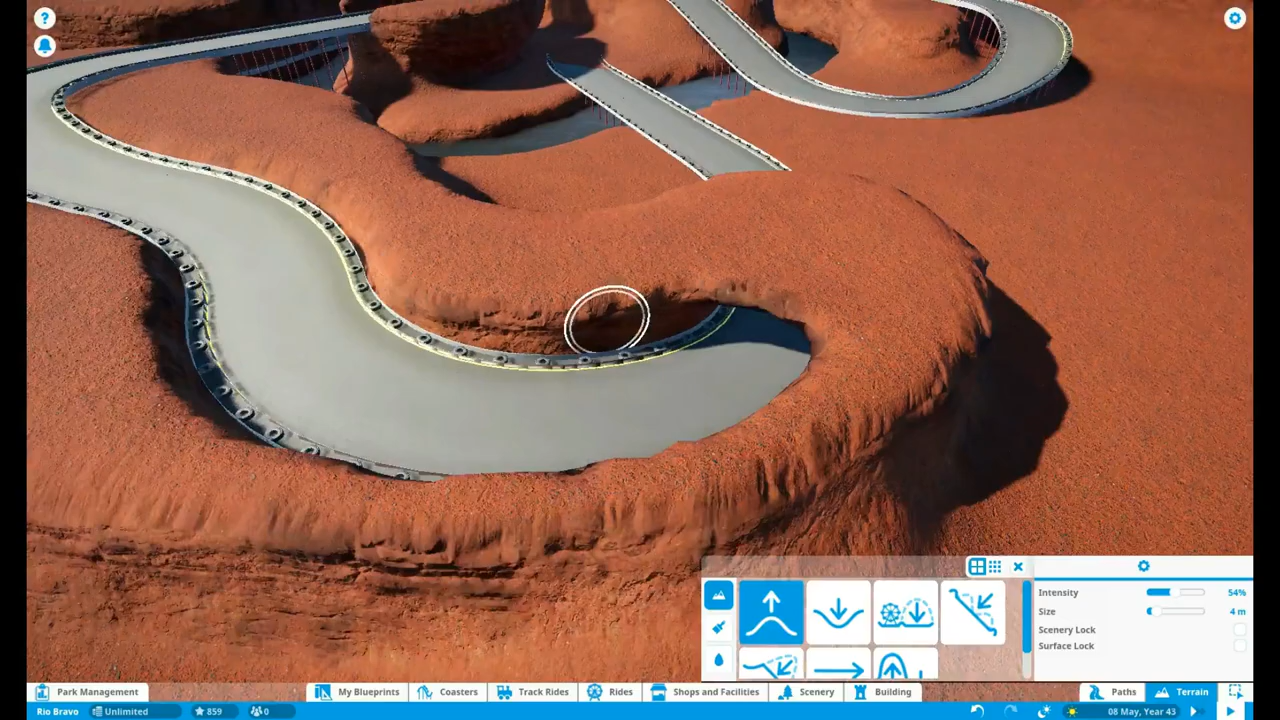 ?
Intensity 54%
Size 4 m
Scenery Lock
Surface Lock
Park Management My Blueprints Coasters Track Rides Rides Shops and Facilities Scenery Building Paths Terrain
Rio Bravo Unlimited 859 0 08 May, Year 43